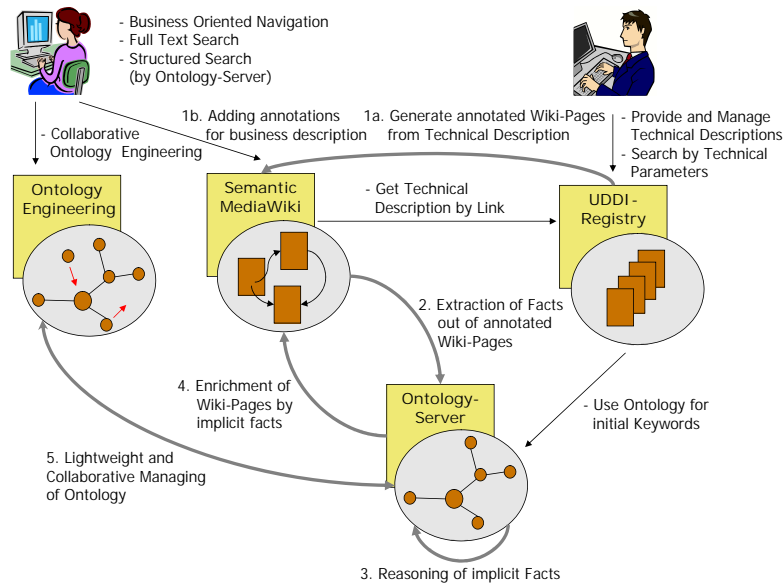 - Business Oriented Navigation
- Full Text Search
- Structured Search
(by Ontology-Server)
1b. Adding annotations
for business description
1a. Generate annotated Wiki-Pages
from Technical Description
- Provide and Manage
Technical Descriptions
- Search by Technical
Parameters
- Collaborative
Ontology Engineering
Ontology
Engineering
Semantic
MediaWiki
- Get Technical
Description by Link
UDDI-
Registry
2. Extraction of Facts
out of annotated
Wiki-Pages
4. Enrichment of
Wiki-Pages by
implicit facts
Ontology-
Server
- Use Ontology for
initial Keywords
5. Lightweight and
Collaborative Managing
of Ontology
3. Reasoning of implicit Facts